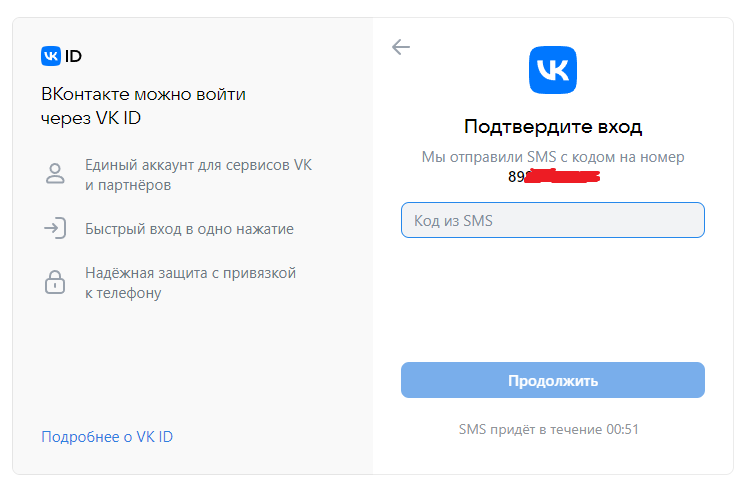 VK ID
ВКонтакте можно войти
через VK ID
Единый аккаунт для сервисов VK
и партнёров
Быстрый вход в одно нажатие
Надёжная защита с привязкой
к телефону
Подробнее о VK ID
VK
Подтвердите вход
Мы отправили SMS с кодом на номер
89
Код из SMS
Продолжить
SMS придёт в течение 00:51